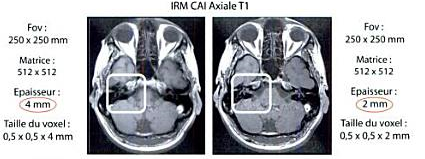 IRM CAI Axiale T1
Fov :
250 x 250 mm
Matrice :
512 x 512
Epaisseur :
4 mm
Taille du voxel :
0,5 x 0,5 x 4 mm
Fov :
250 x 250 mm
Matrice :
512 x 512
Epaisseur :
2 mm
Taille du voxel :
0,5 x 0,5 x 2 mm